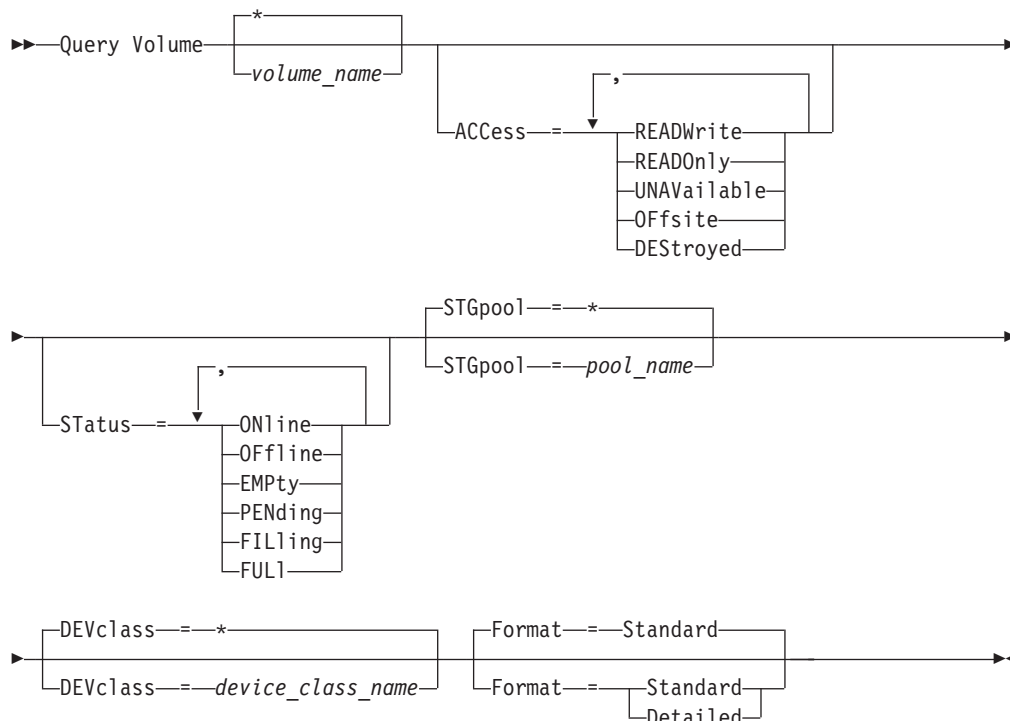 *
Query Volume
volume_name
,
ACCess = READWrite
READOnly
UNAVailable
OFfsite
DEStroyed
STGpool = *
STGpool = pool_name
,
STatus = ONline
OFfline
EMPty
PENding
FILling
FULl
DEVclass = *
DEVclass = device_class_name
Format = Standard
Format = Standard
Detailed